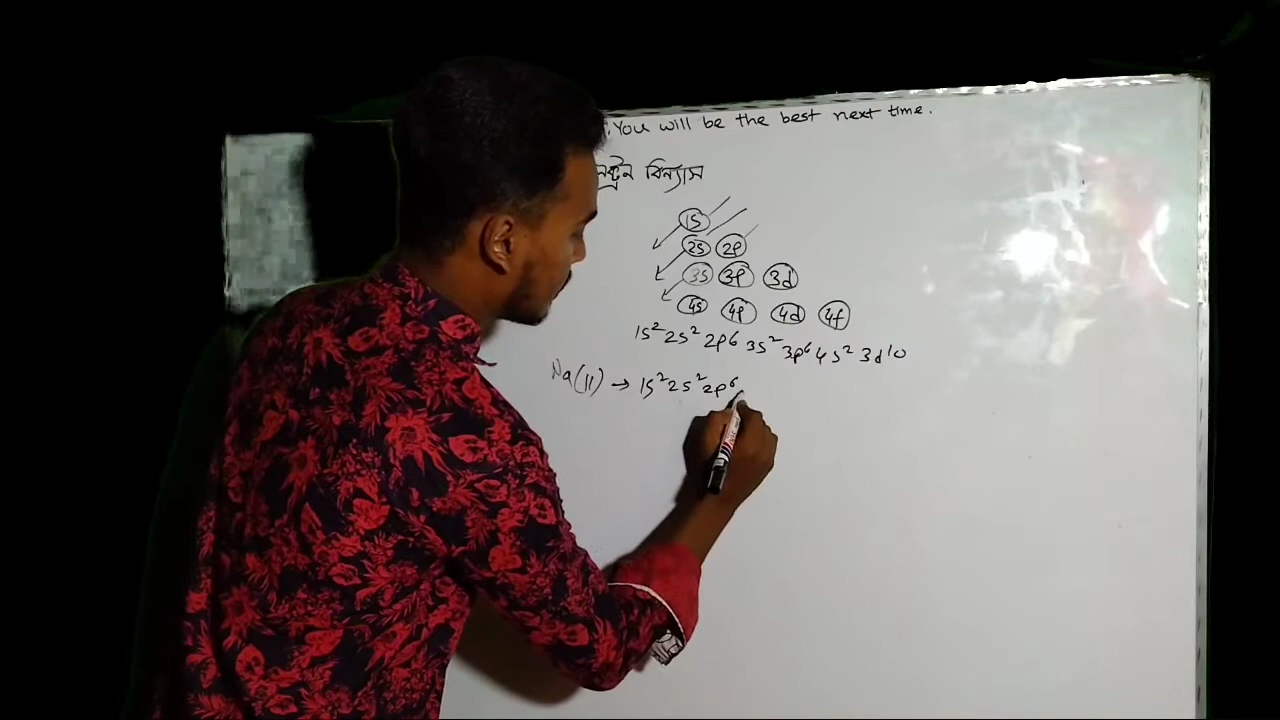 You will be the best next time.
বিন্যাস
1s
2s 2p
3s 3p 3d
4s 4p 4d 4f
1s² 2s² 2p⁶ 3s² 3p⁶ 4s² 3d¹⁰
Na(11) → 1s² 2s² 2p⁶